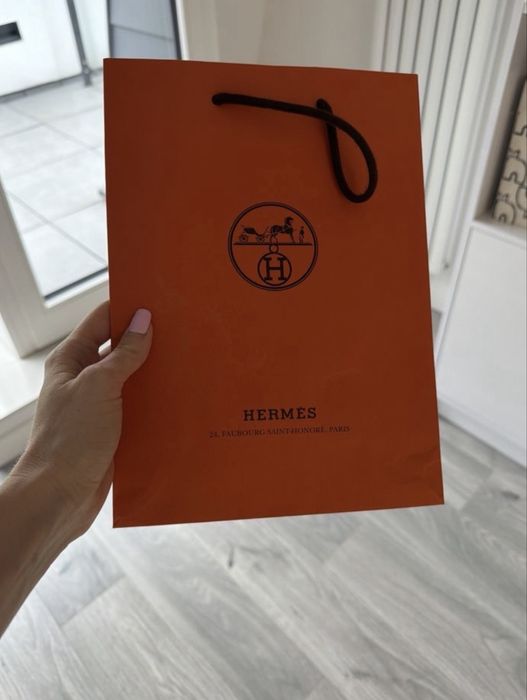 H
HERMÈS
24, FAUBOURG SAINT-HONORÉ, PARIS